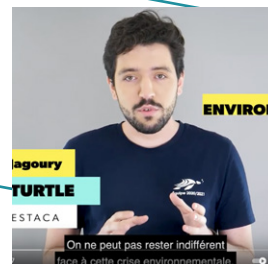 ENVIRO
lagoury
TURTLE
ESTACA
On ne peut pas rester indifférent
face à cette crise environnementale